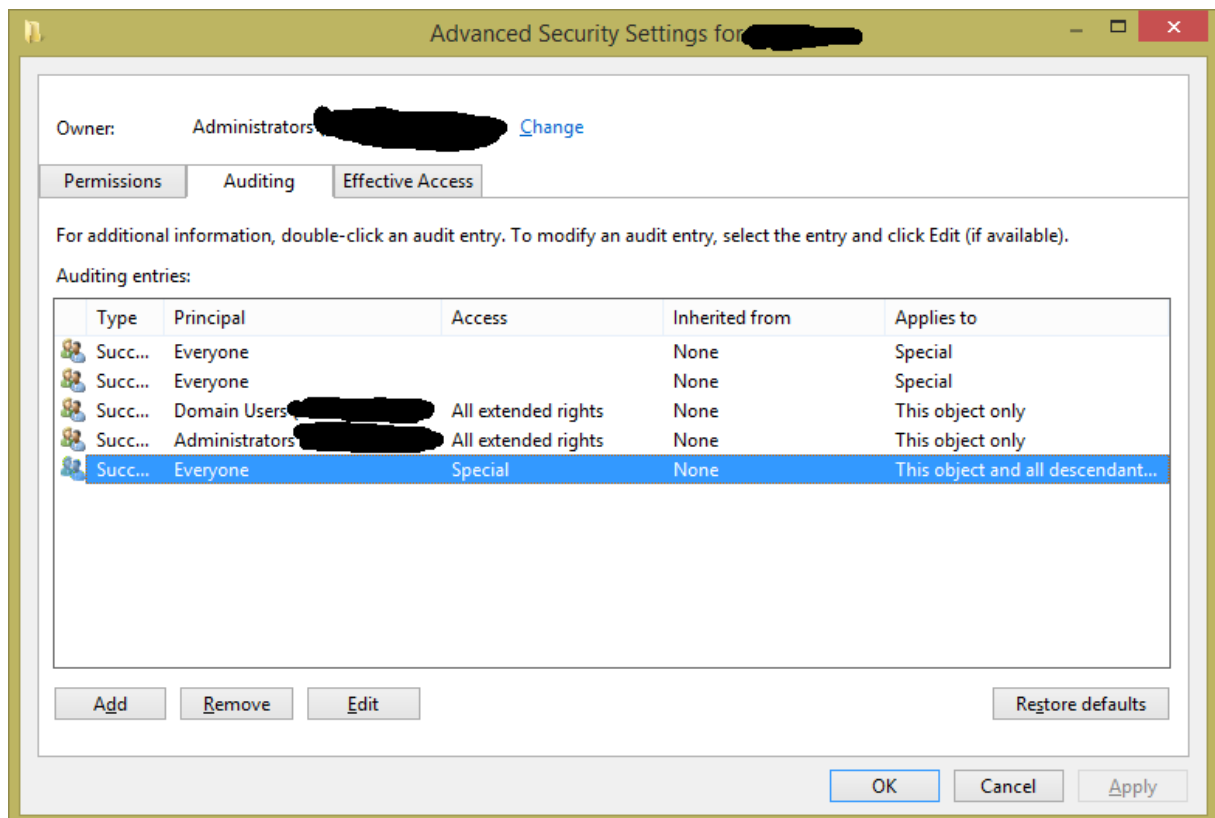 Advanced Security Settings for
Owner: Administrators Change
Permissions Auditing Effective Access
For additional information, double-click an audit entry. To modify an audit entry, select the entry and click Edit (if available).
Auditing entries:
Type Principal Access Inherited from Applies to
Succ... Everyone None Special
Succ... Everyone None Special
Succ... Domain Users All extended rights None This object only
Succ... Administrators All extended rights None This object only
Succ... Everyone Special None This object and all descendant...
Add Remove Edit Restore defaults
OK Cancel Apply